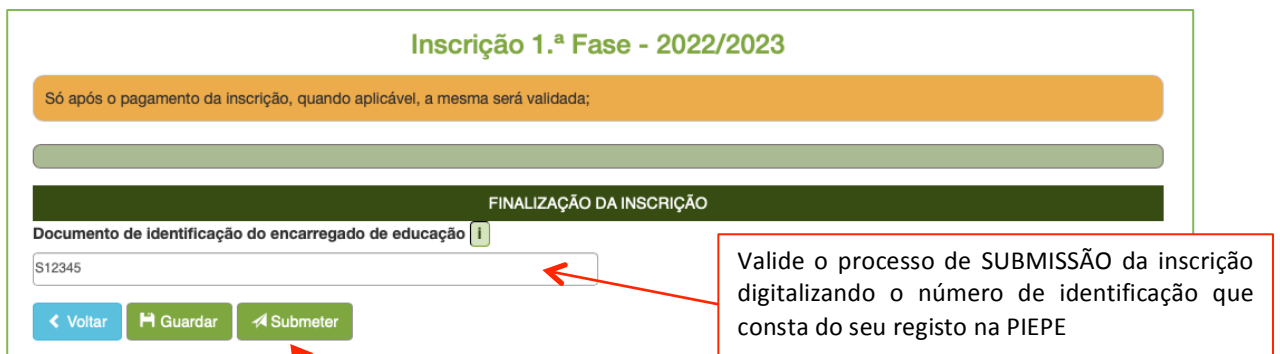 Inscrição 1.ª Fase - 2022/2023
Só após o pagamento da inscrição, quando aplicável, a mesma será validada;
FINALIZAÇÃO DA INSCRIÇÃO
Documento de identificação do encarregado de educação i
S12345
Valide o processo de SUBMISSÃO da inscrição
digitalizando o número de identificação que
consta do seu registo na PIEPE
Voltar Guardar Submeter